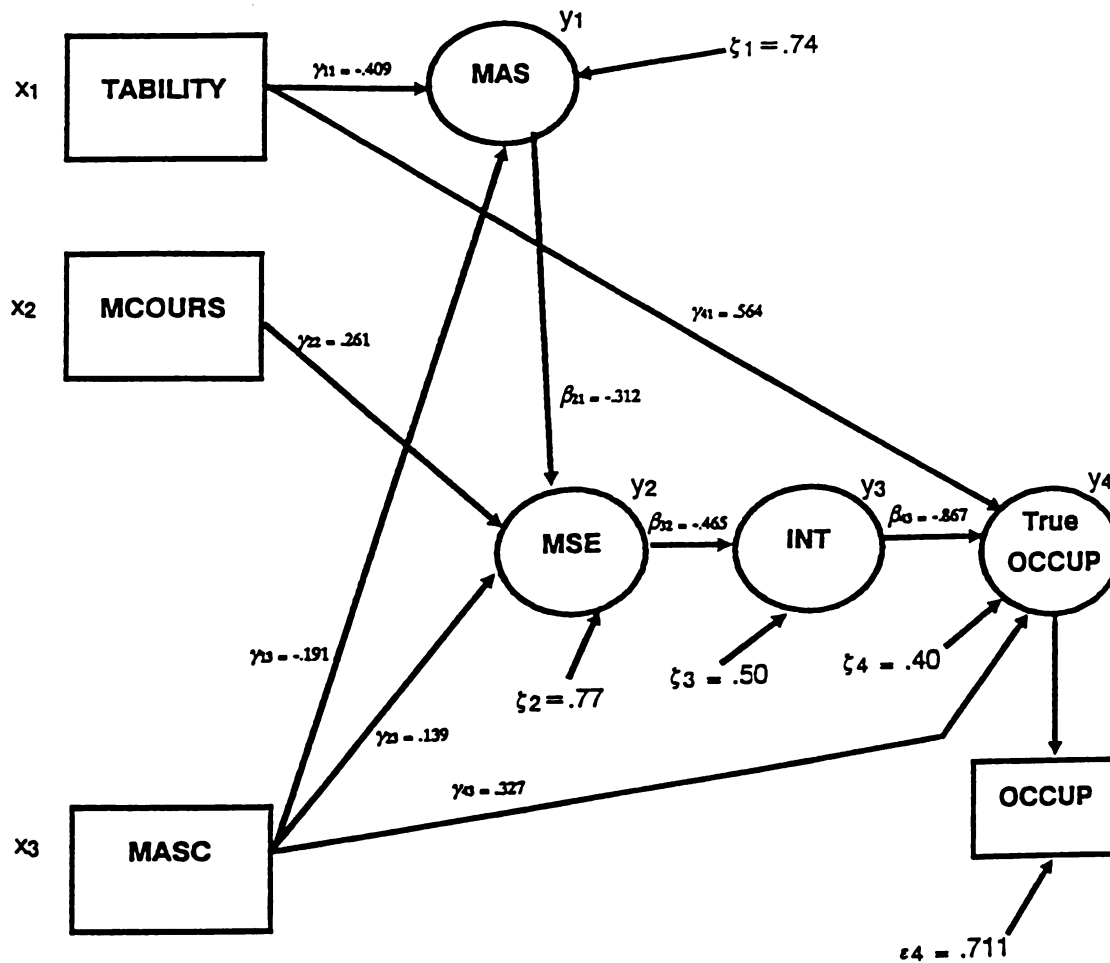 y1
ζ1 = .74
x1
TABILITY
γ11 = -.409
MAS
x2
MCOURS
γ22 = .261
γ41 = .564
β21 = -.312
y2
y3
y4
MSE
β32 = -.465
INT
β43 = -.867
True
OCCUP
γ13 = -.191
ζ2 = .77
ζ3 = .50
ζ4 = .40
γ23 = .139
γ43 = .327
OCCUP
x3
MASC
ε4 = .711